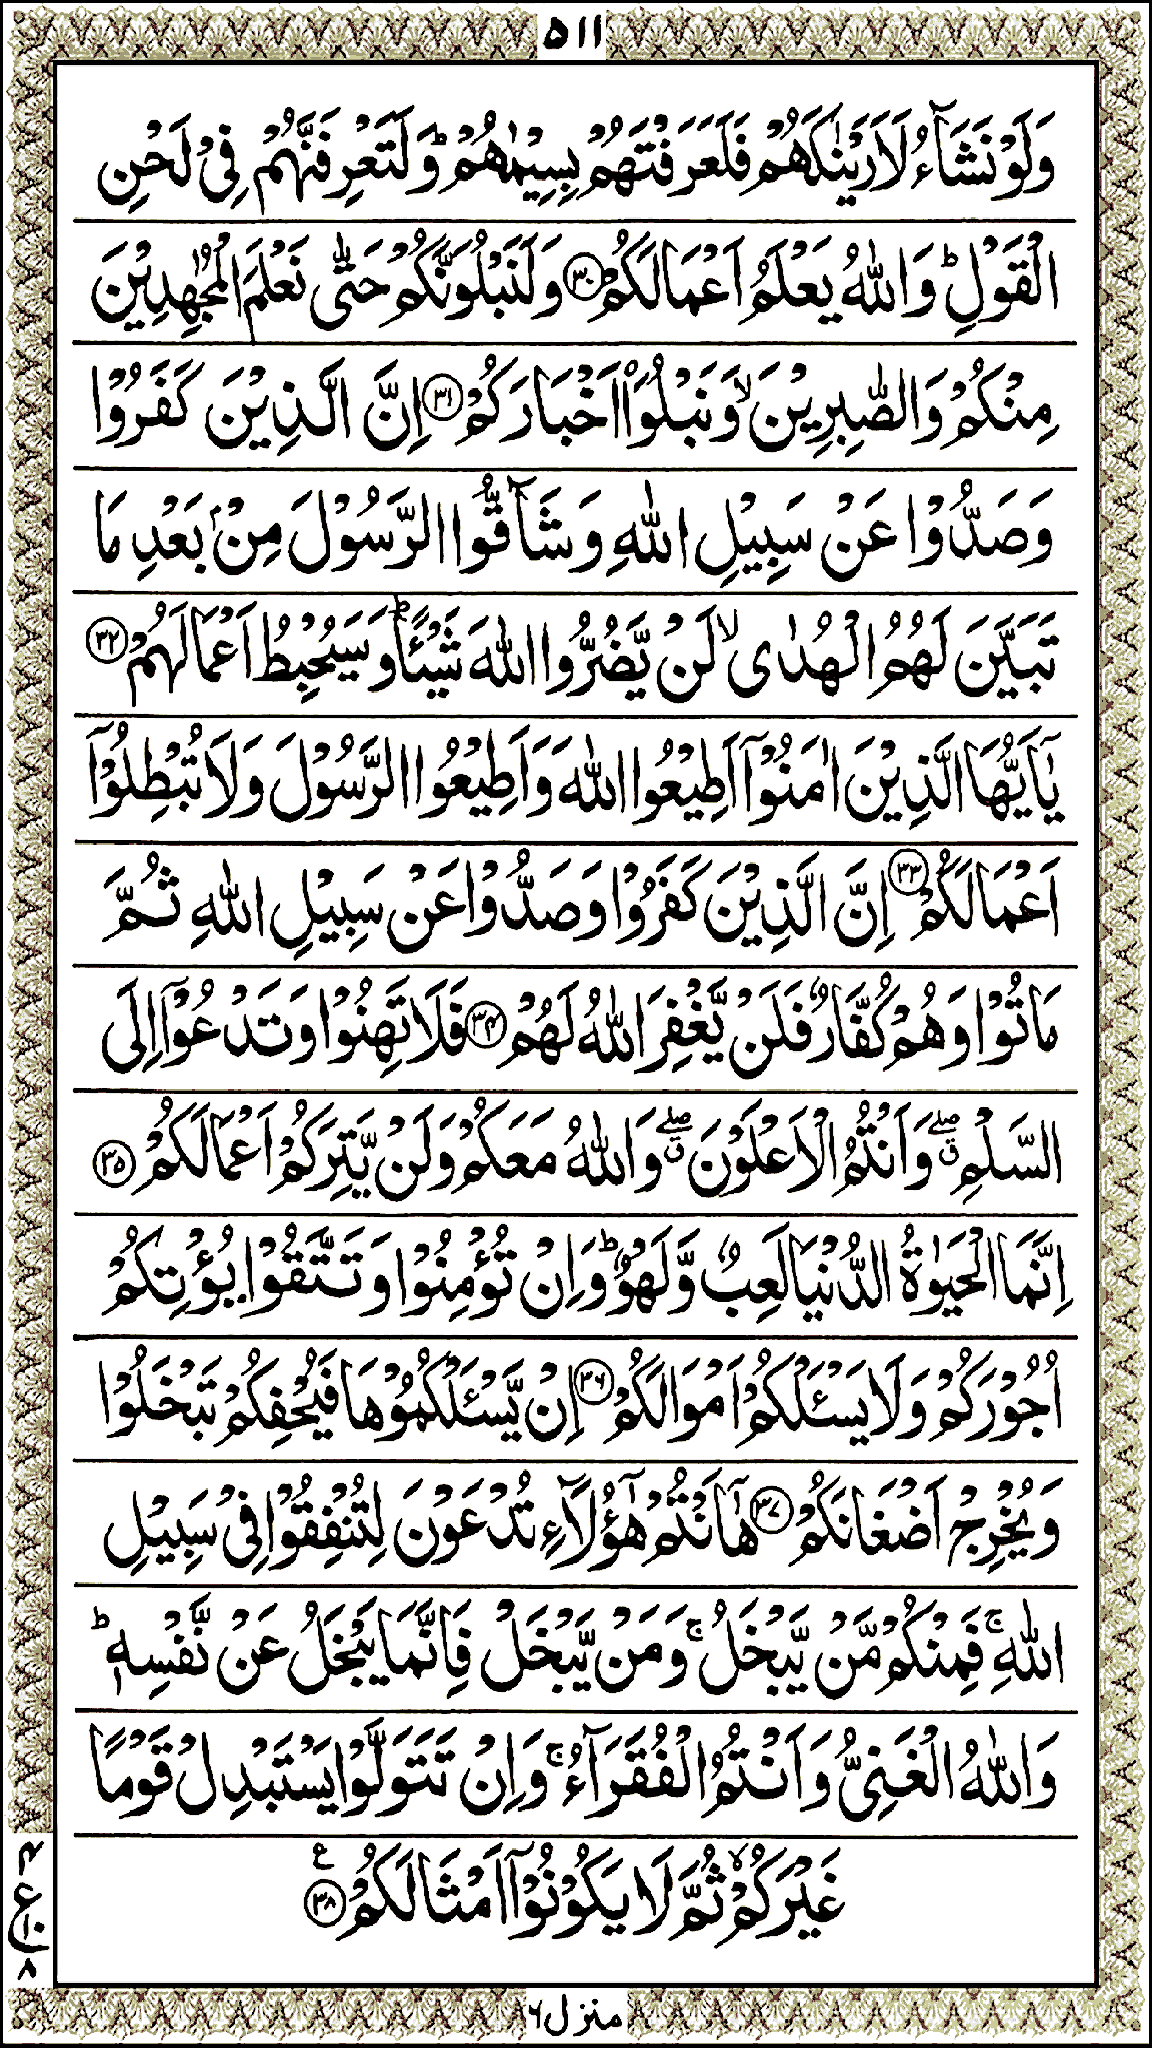 ٥١١
وَلَوْ نَشَآءُ لَاَرَيْنٰكَهُمْ فَلَعَرَفْتَهُمْ بِسِيْمٰهُمْ ؕ وَلَتَعْرِفَنَّهُمْ فِيْ لَحْنِ
الْقَوْلِ ؕ وَاللّٰهُ يَعْلَمُ اَعْمَالَكُمْ ﴿٣٠﴾ وَلَنَبْلُوَنَّكُمْ حَتّٰى نَعْلَمَ الْمُجٰهِدِيْنَ
مِنْكُمْ وَالصّٰبِرِيْنَ ۙ وَنَبْلُوَا۟ اَخْبَارَكُمْ ﴿٣١﴾ اِنَّ الَّذِيْنَ كَفَرُوْا
وَصَدُّوْا عَنْ سَبِيْلِ اللّٰهِ وَشَآقُّوا الرَّسُوْلَ مِنْۢ بَعْدِ مَا
تَبَيَّنَ لَهُمُ الْهُدٰى ۙ لَنْ يَّضُرُّوا اللّٰهَ شَيْـًٔا ؕ وَسَيُحْبِطُ اَعْمَالَهُمْ ﴿٣٢﴾
يٰۤاَيُّهَا الَّذِيْنَ اٰمَنُوْۤا اَطِيْعُوا اللّٰهَ وَاَطِيْعُوا الرَّسُوْلَ وَلَا تُبْطِلُوْۤا
اَعْمَالَكُمْ ﴿٣٣﴾ اِنَّ الَّذِيْنَ كَفَرُوْا وَصَدُّوْا عَنْ سَبِيْلِ اللّٰهِ ثُمَّ
مَاتُوْا وَهُمْ كُفَّارٌ فَلَنْ يَّغْفِرَ اللّٰهُ لَهُمْ ﴿٣٤﴾ فَلَا تَهِنُوْا وَتَدْعُوْۤا اِلَى
السَّلْمِ ۖۗ وَاَنْتُمُ الْاَعْلَوْنَ ۖۗ وَاللّٰهُ مَعَكُمْ وَلَنْ يَّتِرَكُمْ اَعْمَالَكُمْ ﴿٣٥﴾
اِنَّمَا الْحَيٰوةُ الدُّنْيَا لَعِبٌ وَّلَهْوٌ ؕ وَاِنْ تُؤْمِنُوْا وَتَتَّقُوْا يُؤْتِكُمْ
اُجُوْرَكُمْ وَلَا يَسْـَٔلْكُمْ اَمْوَالَكُمْ ﴿٣٦﴾ اِنْ يَّسْـَٔلْكُمُوْهَا فَيُحْفِكُمْ تَبْخَلُوْا
وَيُخْرِجْ اَضْغَانَكُمْ ﴿٣٧﴾ هٰۤاَنْتُمْ هٰۤؤُلَآءِ تُدْعَوْنَ لِتُنْفِقُوْا فِيْ سَبِيْلِ
اللّٰهِ ۚ فَمِنْكُمْ مَّنْ يَّبْخَلُ ۚ وَمَنْ يَّبْخَلْ فَاِنَّمَا يَبْخَلُ عَنْ نَّفْسِهٖ ؕ
وَاللّٰهُ الْغَنِيُّ وَاَنْتُمُ الْفُقَرَآءُ ۚ وَاِنْ تَتَوَلَّوْا يَسْتَبْدِلْ قَوْمًا
غَيْرَكُمْ ۙ ثُمَّ لَا يَكُوْنُوْۤا اَمْثَالَكُمْ ﴿٣٨﴾ ع
٤
ع
١٠
٨
منزل ٦